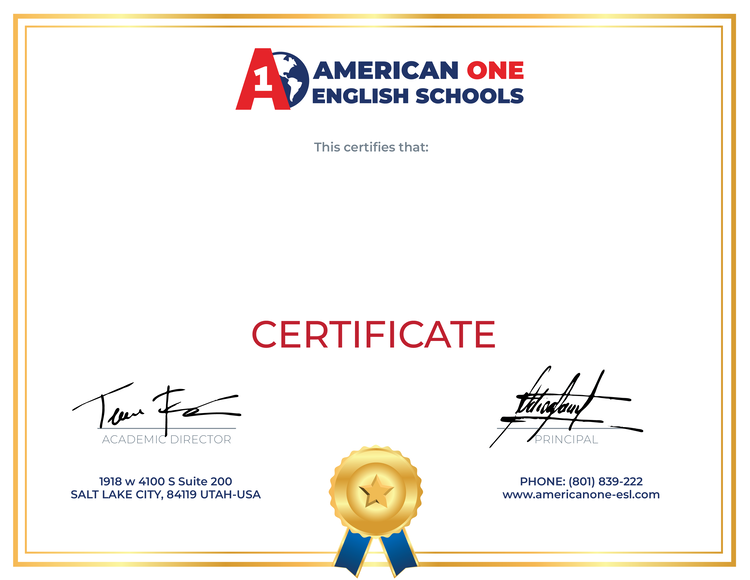 A1 AMERICAN ONE
ENGLISH SCHOOLS
This certifies that:
CERTIFICATE
ACADEMIC DIRECTOR
PRINCIPAL
1918 w 4100 S Suite 200
SALT LAKE CITY, 84119 UTAH-USA
PHONE: (801) 839-222
www.americanone-esl.com